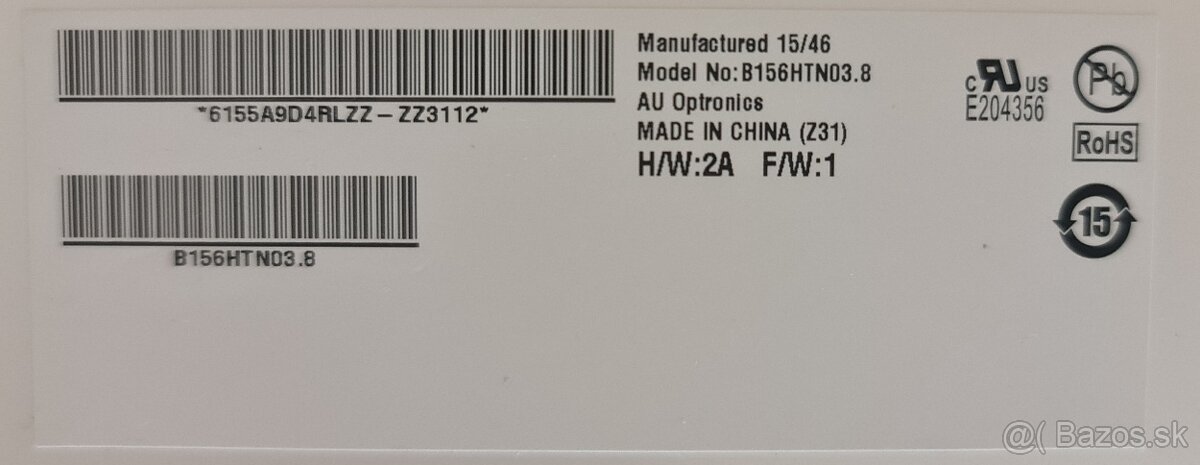 *6155A9D4RLZZ-ZZ3112*
B156HTN03.8
Manufactured 15/46
Model No:B156HTN03.8
AU Optronics
MADE IN CHINA (Z31)
H/W:2A F/W:1
c RU US
E204356
Pb
RoHS
15
@( Bazos.sk